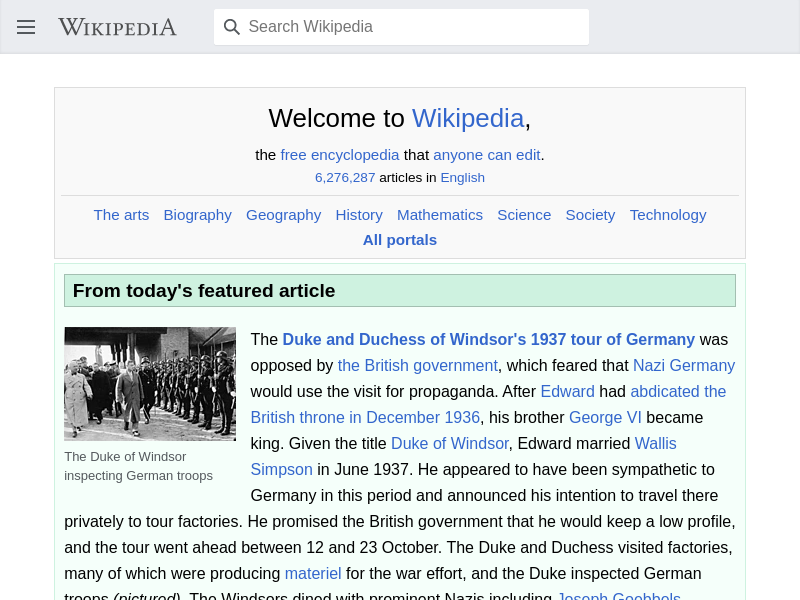 WIKIPEDIA
Search Wikipedia
Welcome to Wikipedia,
the free encyclopedia that anyone can edit.
6,276,287 articles in English
The arts Biography Geography History Mathematics Science Society Technology
All portals
From today's featured article
The Duke and Duchess of Windsor's 1937 tour of Germany was
opposed by the British government, which feared that Nazi Germany
would use the visit for propaganda. After Edward had abdicated the
British throne in December 1936, his brother George VI became
king. Given the title Duke of Windsor, Edward married Wallis
Simpson in June 1937. He appeared to have been sympathetic to
Germany in this period and announced his intention to travel there
The Duke of Windsor
inspecting German troops
privately to tour factories. He promised the British government that he would keep a low profile,
and the tour went ahead between 12 and 23 October. The Duke and Duchess visited factories,
many of which were producing materiel for the war effort, and the Duke inspected German
troops (pictured). The Windsors dined with prominent Nazis including Joseph Goebbels,